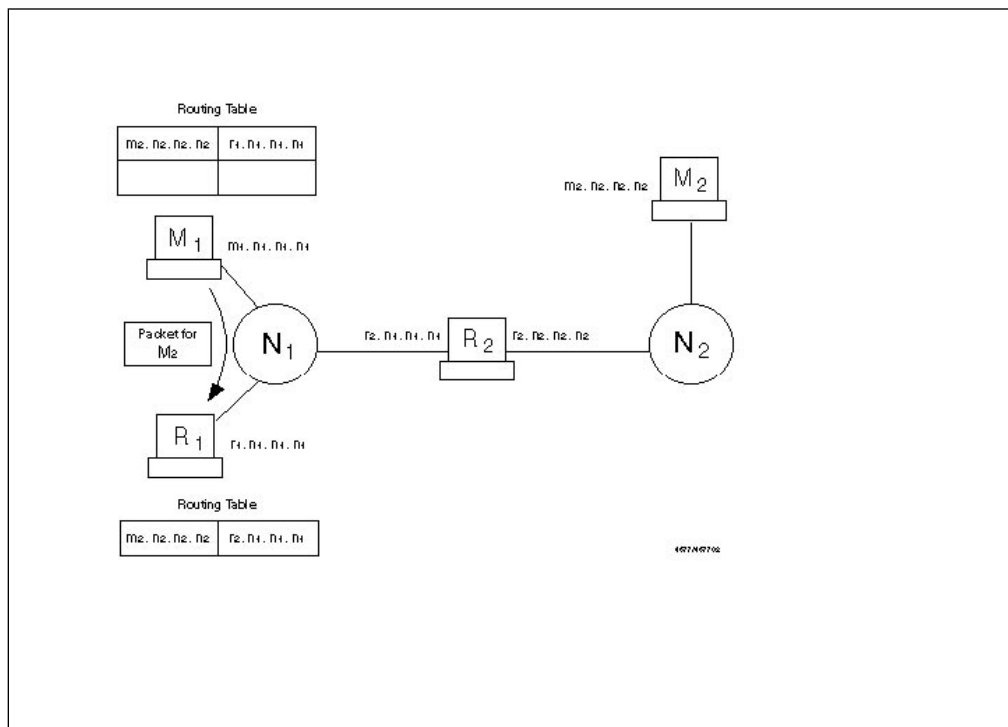 Routing Table
m₂. n₂. n₂. n₂ r₁. n₁. n₁. n₁
M₂
m₂. n₂. n₂. n₂
M₁
m₁. n₁. n₁. n₁
Packet for
M₂
N₁
r₂. n₁. n₁. n₁
R₂
r₂. n₂. n₂. n₂
N₂
R₁
r₁. n₁. n₁. n₁
Routing Table
m₂. n₂. n₂. n₂ r₂. n₁. n₁. n₁